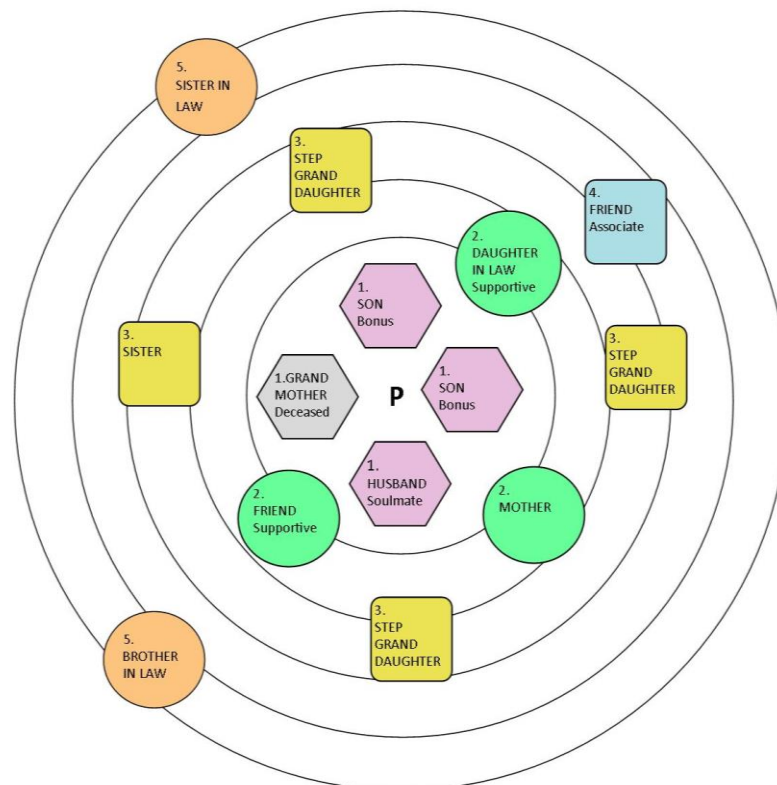 5.
SISTER IN
LAW
3.
STEP
GRAND
DAUGHTER
4.
FRIEND
Associate
2.
DAUGHTER
IN LAW
Supportive
1.
SON
Bonus
3.
SISTER
3.
STEP
GRAND
DAUGHTER
1.GRAND
MOTHER
Deceased
P
1.
SON
Bonus
1.
HUSBAND
Soulmate
2.
FRIEND
Supportive
2.
MOTHER
3.
STEP
GRAND
DAUGHTER
5.
BROTHER
IN LAW